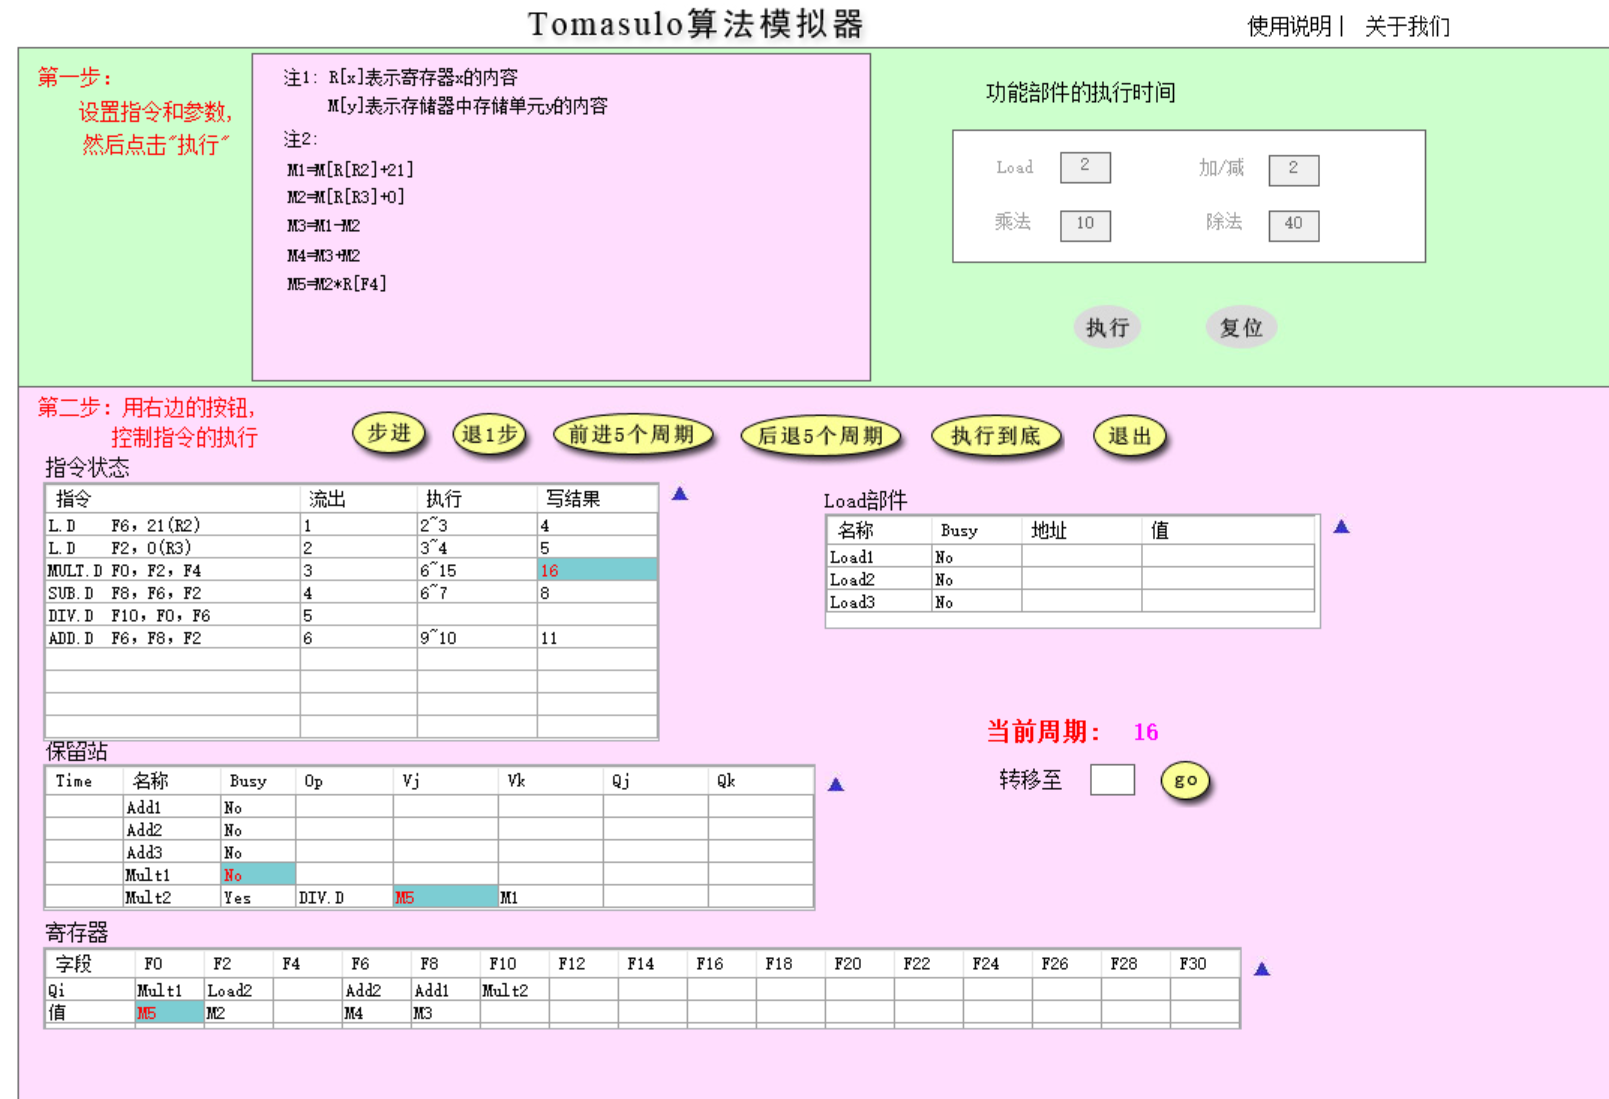 Tomasulo算法模拟器
使用说明| 关于我们
第一步：
设置指令和参数，
然后点击"执行"
注1: R[x]表示寄存器x的内容
M[y]表示存储器中存储单元y的内容
注2:
M1=M[R[R2]+21]
M2=M[R[R3]+0]
M3=M1-M2
M4=M3+M2
M5=M2*R[F4]
功能部件的执行时间
Load 2 加/减 2
乘法 10 除法 40
执行 复位
第二步：用右边的按钮，
控制指令的执行
步进 退1步 前进5个周期 后退5个周期 执行到底 退出
指令状态
指令 流出 执行 写结果
L.D F6, 21(R2) 1 2~3 4
L.D F2, 0(R3) 2 3~4 5
MULT.D F0, F2, F4 3 6~15 16
SUB.D F8, F6, F2 4 6~7 8
DIV.D F10, F0, F6 5
ADD.D F6, F8, F2 6 9~10 11
Load部件
名称 Busy 地址 值
Load1 No
Load2 No
Load3 No
当前周期： 16
转移至 go
保留站
Time 名称 Busy Op Vj Vk Qj Qk
Add1 No
Add2 No
Add3 No
Mult1 No
Mult2 Yes DIV.D M5 M1
寄存器
字段 F0 F2 F4 F6 F8 F10 F12 F14 F16 F18 F20 F22 F24 F26 F28 F30
Qi Mult1 Load2 Add2 Add1 Mult2
值 M5 M2 M4 M3